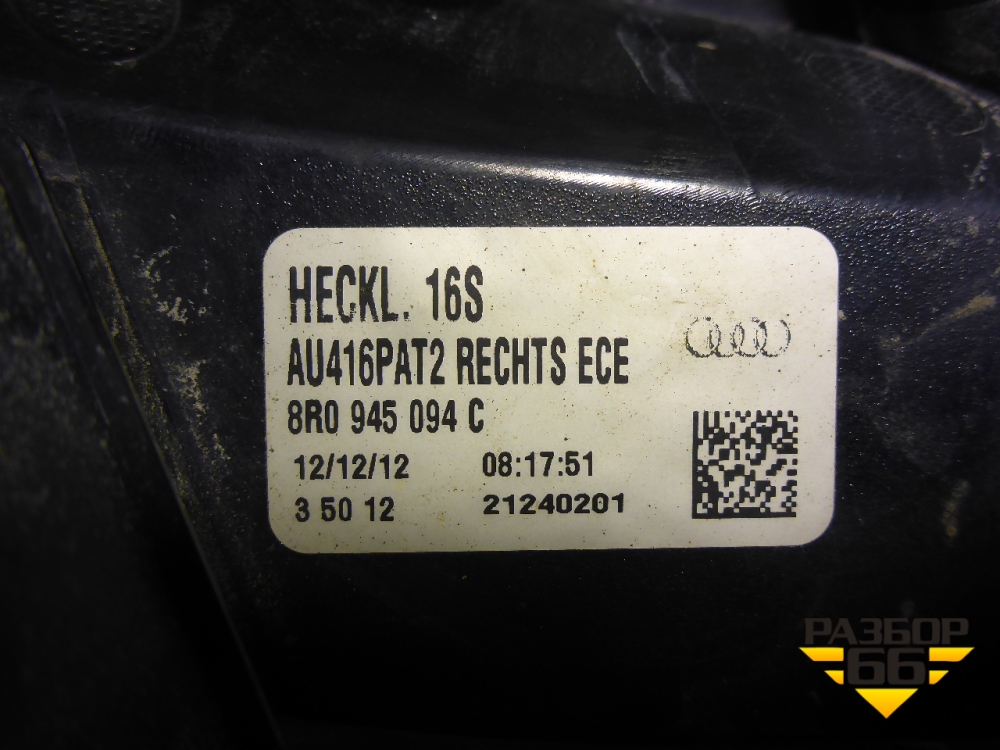 HECKL. 16S
AU416PAT2 RECHTS ECE
8R0 945 094 C
12/12/12 08:17:51
3 50 12 21240201
РАЗБОР
66